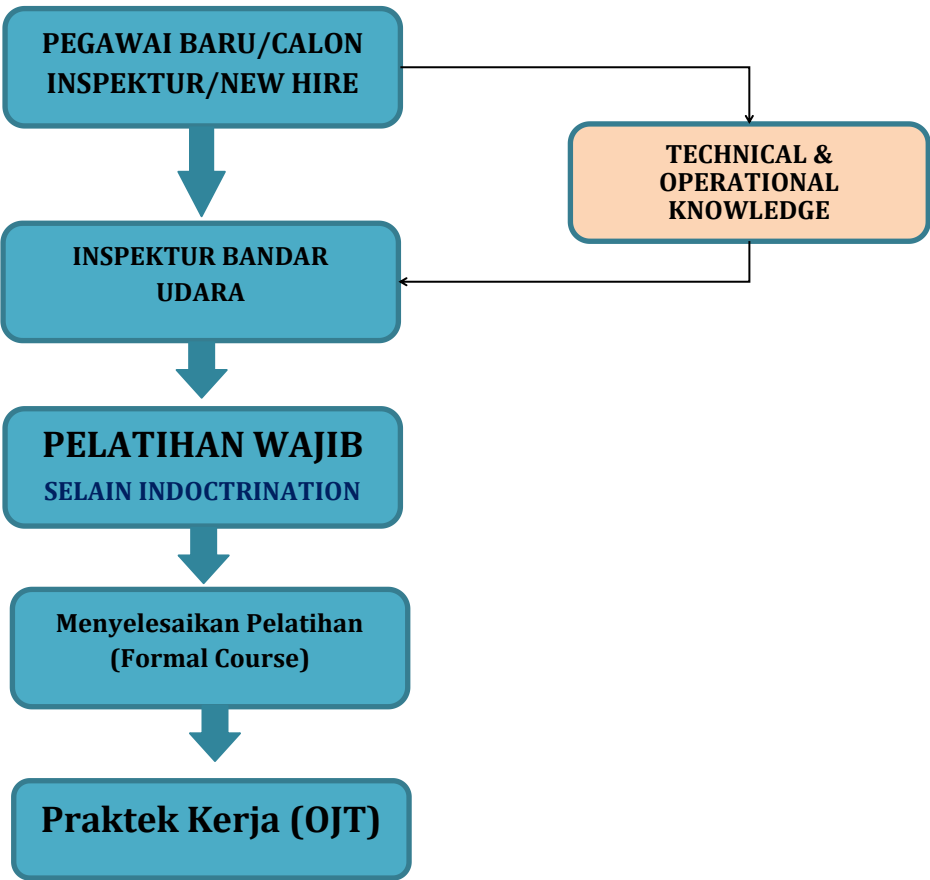 PEGAWAI BARU/CALON
INSPEKTUR/NEW HIRE
TECHNICAL &
OPERATIONAL
KNOWLEDGE
INSPEKTUR BANDAR
UDARA
PELATIHAN WAJIB
SELAIN INDOCTRINATION
Menyelesaikan Pelatihan
(Formal Course)
Praktek Kerja (OJT)